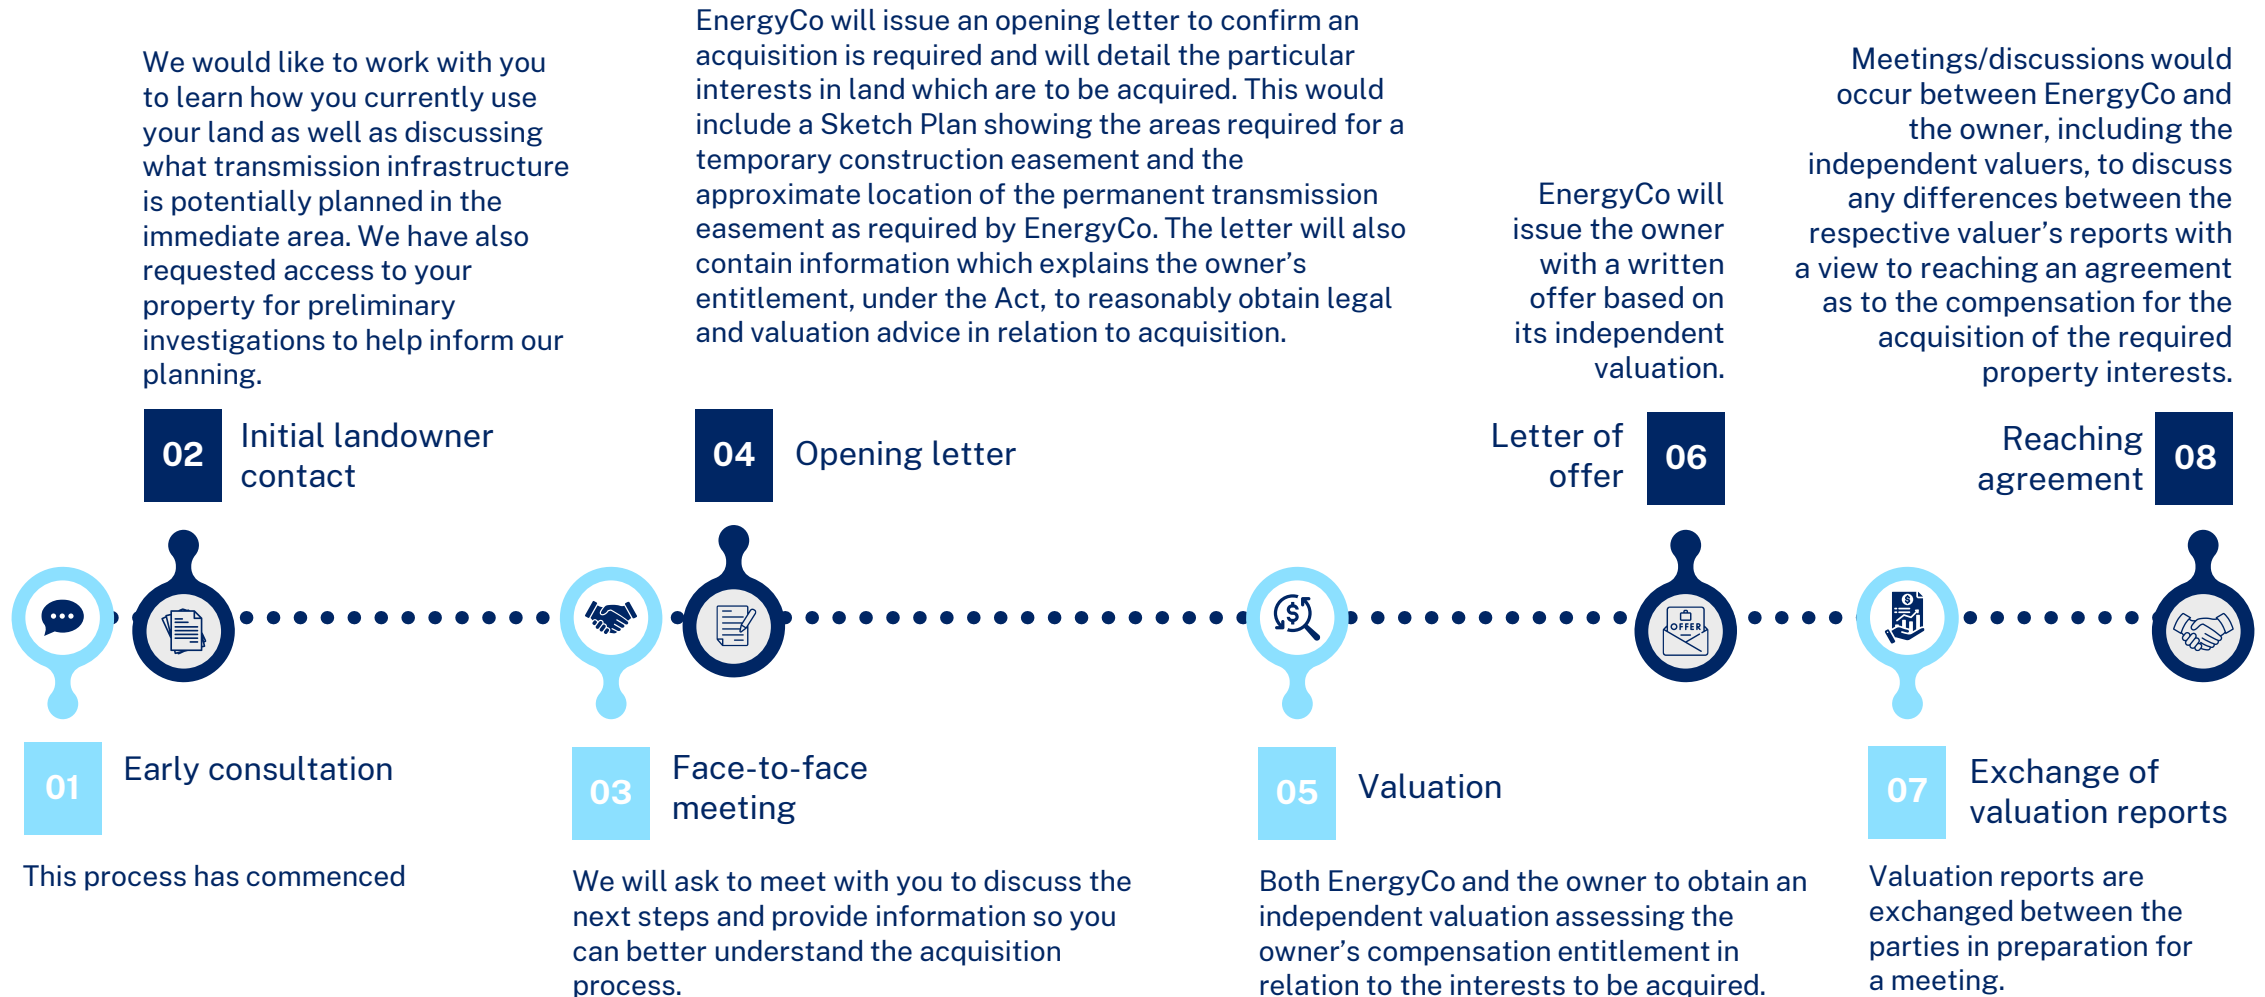 01
Early consultation
This process has commenced
We would like to work with you
to learn how you currently use
your land as well as discussing
what transmission infrastructure
is potentially planned in the
immediate area. We have also
requested access to your
property for preliminary
investigations to help inform our
planning.
02
Initial landowner
contact
03
Face-to-face
meeting
We will ask to meet with you to discuss the
next steps and provide information so you
can better understand the acquisition
process.
EnergyCo will issue an opening letter to confirm an
acquisition is required and will detail the particular
interests in land which are to be acquired. This would
include a Sketch Plan showing the areas required for a
temporary construction easement and the
approximate location of the permanent transmission
easement as required by EnergyCo. The letter will also
contain information which explains the owner’s
entitlement, under the Act, to reasonably obtain legal
and valuation advice in relation to acquisition.
04
Opening letter
05
Valuation
Both EnergyCo and the owner to obtain an
independent valuation assessing the
owner’s compensation entitlement in
relation to the interests to be acquired.
EnergyCo will
issue the owner
with a written
offer based on
its independent
valuation.
Letter of
offer
06
OFFER
07
Exchange of
valuation reports
Valuation reports are
exchanged between the
parties in preparation for
a meeting.
Meetings/discussions would
occur between EnergyCo and
the owner, including the
independent valuers, to discuss
any differences between the
respective valuer’s reports with
a view to reaching an agreement
as to the compensation for the
acquisition of the required
property interests.
Reaching
agreement
08